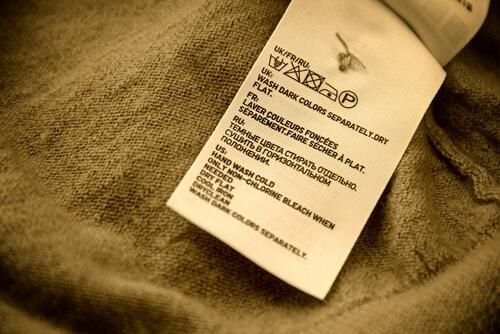 UK/FR/RU:
P
UK:
WASH DARK COLORS SEPARATELY.DRY
FLAT.
FR:
LAVER COULEURS FONCÉES
SÉPARÉMENT.FAIRE SÉCHER À PLAT.
RU:
ТЕМНЫЕ ЦВЕТА СТИРАТЬ ОТДЕЛЬНО.
СУШИТЬ В ГОРИЗОНТАЛЬНОМ
ПОЛОЖЕНИИ.
US:
HAND WASH COLD
ONLY NON-CHLORINE BLEACH WHEN
NEEDED
DRY FLAT
COOL IRON
DRYCLEAN
WASH DARK COLORS SEPARATELY.